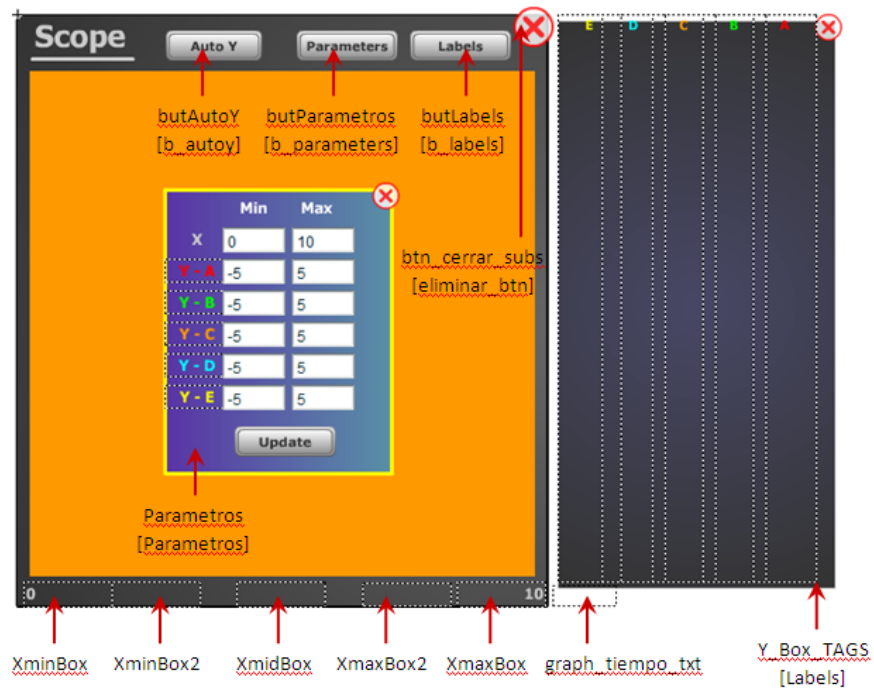 Scope
Auto Y
Parameters
Labels
E D C B A
butAutoY
[b_autoy]
butParametros
[b_parameters]
butLabels
[b_labels]
btn_cerrar_subs
[eliminar_btn]
Min Max
X 0 10
Y - A -5 5
Y - B -5 5
Y - C -5 5
Y - D -5 5
Y - E -5 5
Update
Parametros
[Parametros]
0 10
XminBox XminBox2 XmidBox XmaxBox2 XmaxBox graph_tiempo_txt
Y_Box_TAGS
[Labels]